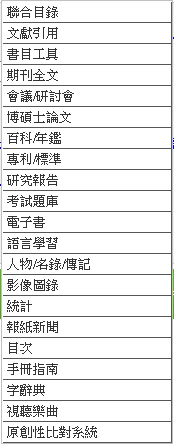 聯合目錄
文獻引用
書目工具
期刊全文
會議/研討會
博碩士論文
百科/年鑑
專利/標準
研究報告
考試題庫
電子書
語言學習
人物/名錄/傳記
影像圖錄
統計
報紙新聞
目次
手冊指南
字辭典
視聽樂曲
原創性比對系統